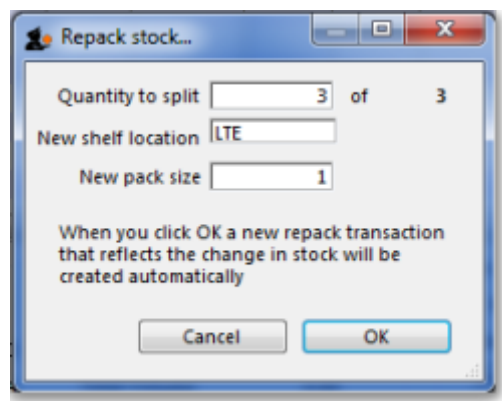 Repack stock...
Quantity to split 3 of 3
New shelf location LTE
New pack size 1
When you click OK a new repack transaction
that reflects the change in stock will be
created automatically
Cancel OK